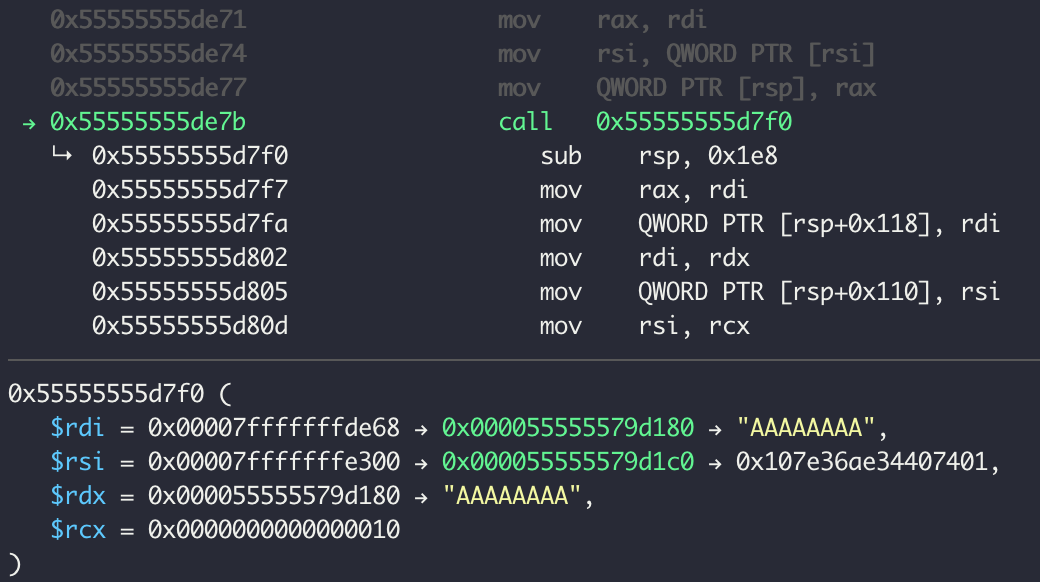 0x55555555de71 mov rax, rdi
0x55555555de74 mov rsi, QWORD PTR [rsi]
0x55555555de77 mov QWORD PTR [rsp], rax
→ 0x55555555de7b call 0x55555555d7f0
↳ 0x55555555d7f0 sub rsp, 0x1e8
0x55555555d7f7 mov rax, rdi
0x55555555d7fa mov QWORD PTR [rsp+0x118], rdi
0x55555555d802 mov rdi, rdx
0x55555555d805 mov QWORD PTR [rsp+0x110], rsi
0x55555555d80d mov rsi, rcx
0x55555555d7f0 (
$rdi = 0x00007fffffffde68 → 0x000055555579d180 → "AAAAAAAA",
$rsi = 0x00007fffffffe300 → 0x000055555579d1c0 → 0x107e36ae34407401,
$rdx = 0x000055555579d180 → "AAAAAAAA",
$rcx = 0x0000000000000010
)